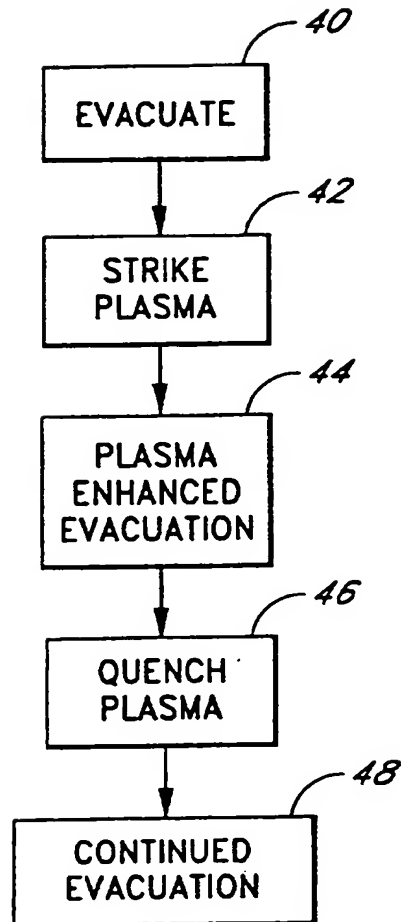 40
EVACUATE
42
STRIKE
PLASMA
44
PLASMA
ENHANCED
EVACUATION
46
QUENCH
PLASMA
48
CONTINUED
EVACUATION